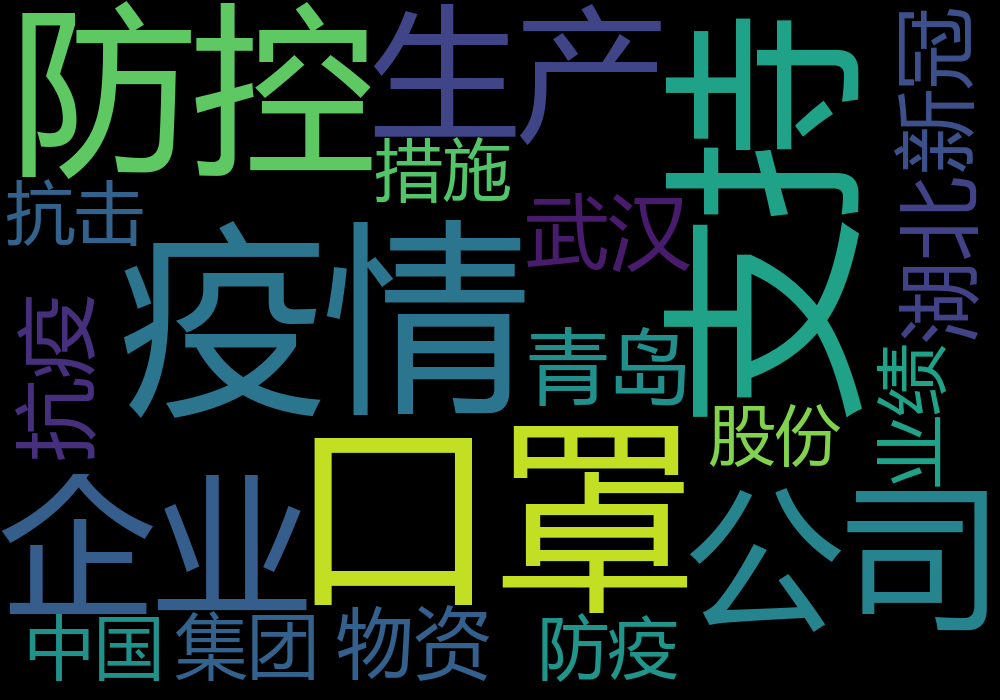 防控
生产
支持
新冠
湖北
措施
抗击
武汉
疫情
抗疫
青岛
业绩
股份
企业
口罩
公司
中国
集团
物资
防疫